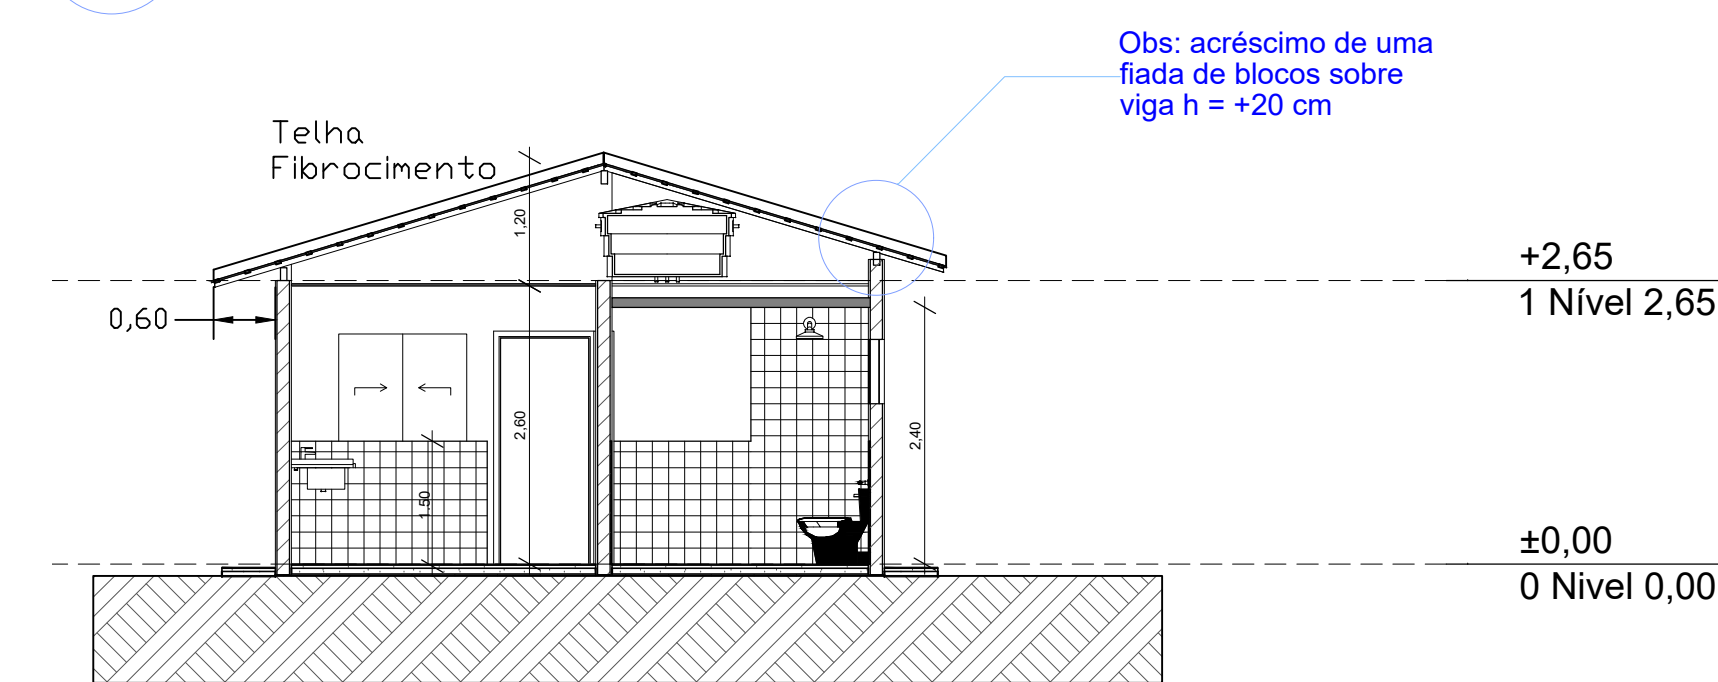 Obs: acréscimo de uma
fiada de blocos sobre
viga h = +20 cm
Telha
Fibrocimento
1,20
+2,65
1 Nível 2,65
0,60
2,60
2,40
1.50
±0,00
0 Nivel 0,00